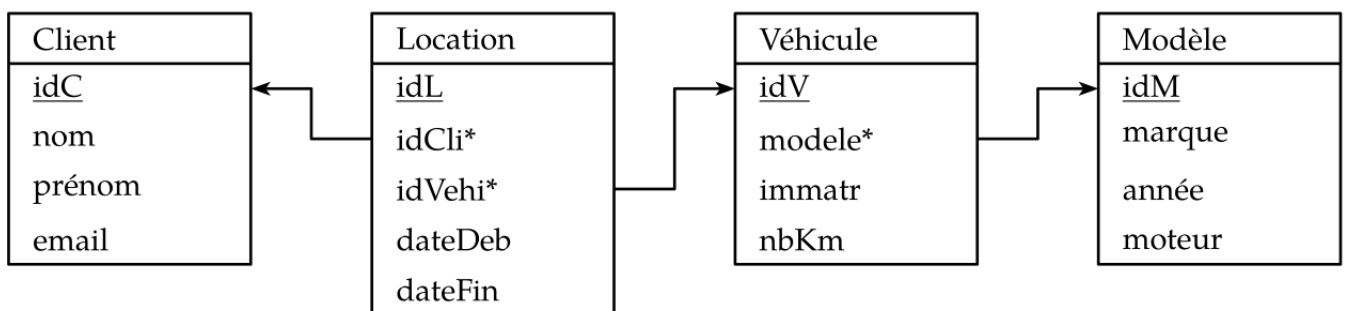 Client
idC
nom
prénom
email
Location
idL
idCli*
idVehi*
dateDeb
dateFin
Véhicule
idV
modele*
immatr
nbKm
Modèle
idM
marque
année
moteur